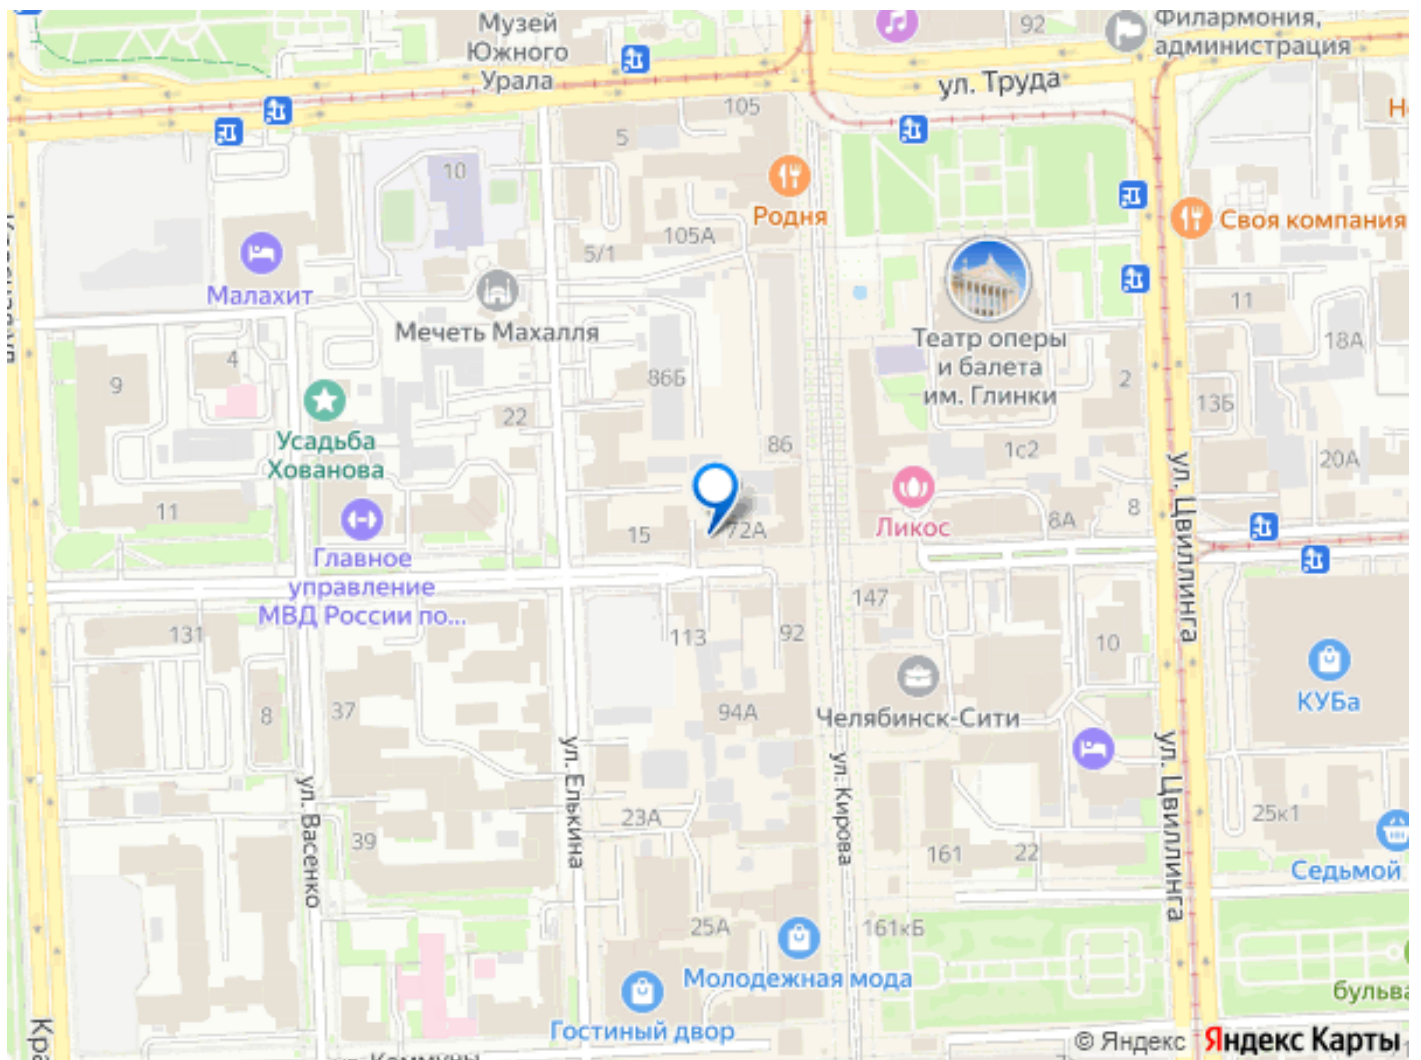 Музей
Южного
Урала
92
Филармония,
администрация
ул. Труда
105
5
10
Родня
Своя компания
105А
5/1
Малахит
Мечеть Махалля
11
Театр оперы
и балета
им. Глинки
18А
4
9
86Б
2
13Б
22
Усадьба
Хованова
86
1с2
20А
ул. Цвиллинга
11
15
72А
Ликос
8А
8
Главное
управление
МВД России по...
147
131
113
92
10
КУБа
8
37
94А
Челябинск-Сити
ул. Елькина
ул. Кирова
ул. Цвиллинга
ул. Васенко
23А
25к1
39
161
22
Седьмой
25А
161кБ
Молодежная мода
бульва
Гостиный двор
Кра
© Яндекс Яндекс Карты